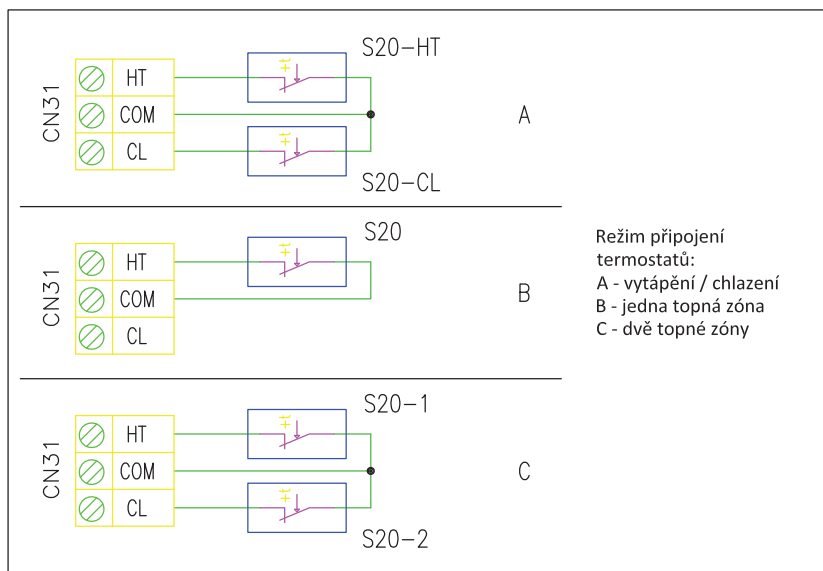 S20-HT
CN31
HT
COM
CL
+t
+t
A
S20-CL
S20
CN31
HT
COM
CL
+t
B
Režim připojení
termostatů:
A - vytápění / chlazení
B - jedna topná zóna
C - dvě topné zóny
S20-1
CN31
HT
COM
CL
+t
+t
C
S20-2